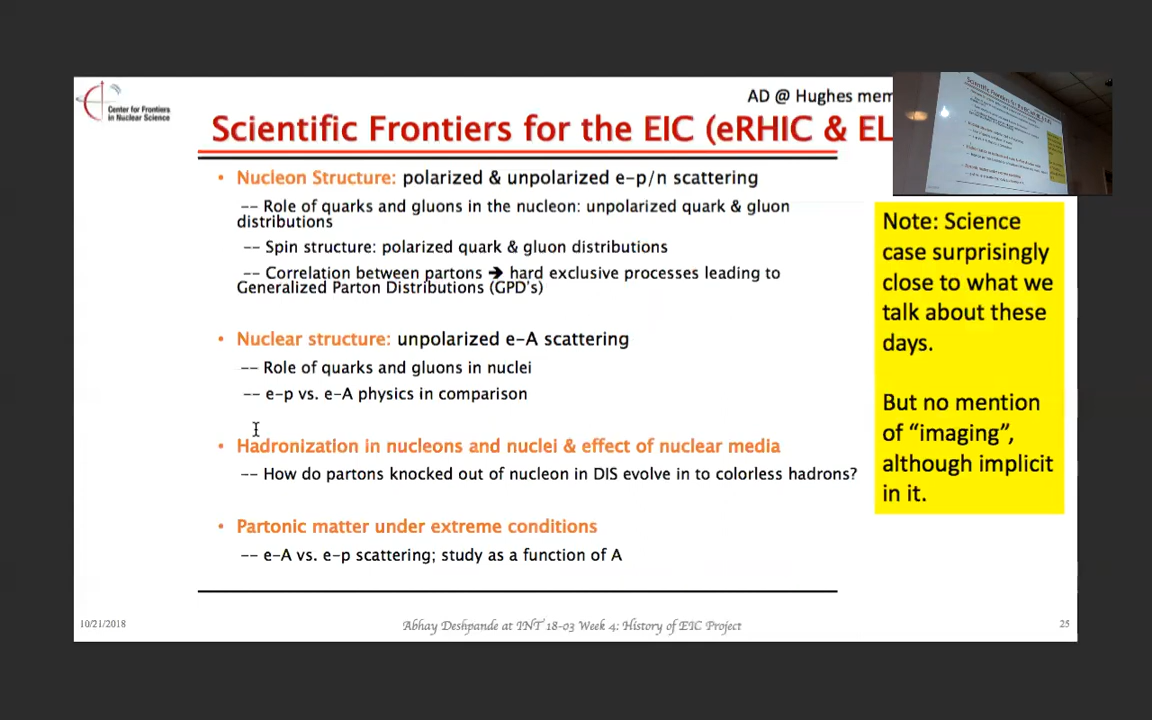 Center for Frontiers
in Nuclear Science
AD @ Hughes mem
Scientific Frontiers for the EIC (eRHIC & EL
• Nucleon Structure: polarized & unpolarized e-p/n scattering
-- Role of quarks and gluons in the nucleon: unpolarized quark & gluon
distributions
-- Spin structure: polarized quark & gluon distributions
-- Correlation between partons ➔ hard exclusive processes leading to
Generalized Parton Distributions (GPD's)
• Nuclear structure: unpolarized e-A scattering
-- Role of quarks and gluons in nuclei
-- e-p vs. e-A physics in comparison
• Hadronization in nucleons and nuclei & effect of nuclear media
-- How do partons knocked out of nucleon in DIS evolve in to colorless hadrons?
• Partonic matter under extreme conditions
-- e-A vs. e-p scattering; study as a function of A
Note: Science
case surprisingly
close to what we
talk about these
days.
But no mention
of “imaging”,
although implicit
in it.
10/21/2018
Abhay Deshpande at INT 18-03 Week 4: History of EIC Project
25